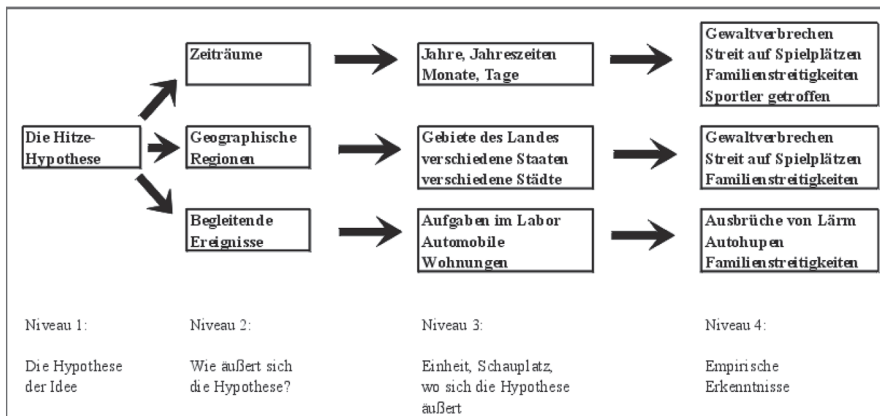 Die Hitze-
Hypothese
Zeiträume
Jahre, Jahreszeiten
Monate, Tage
Gewaltverbrechen
Streit auf Spielplätzen
Familienstreitigkeiten
Sportler getroffen
Geographische
Regionen
Gebiete des Landes
verschiedene Staaten
verschiedene Städte
Gewaltverbrechen
Streit auf Spielplätzen
Familienstreitigkeiten
Begleitende
Ereignisse
Aufgaben im Labor
Automobile
Wohnungen
Ausbrüche von Lärm
Autohupen
Familienstreitigkeiten
Niveau 1:
Die Hypothese
der Idee
Niveau 2:
Wie äußert sich
die Hypothese?
Niveau 3:
Einheit, Schauplatz,
wo sich die Hypothese
äußert
Niveau 4:
Empirische
Erkenntnisse